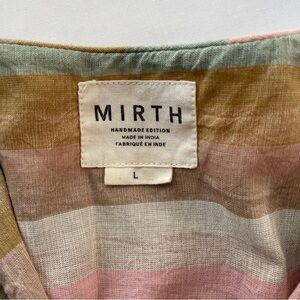 MIRTH
HANDMADE EDITION
MADE IN INDIA
FABRIQUÉ EN INDE
L